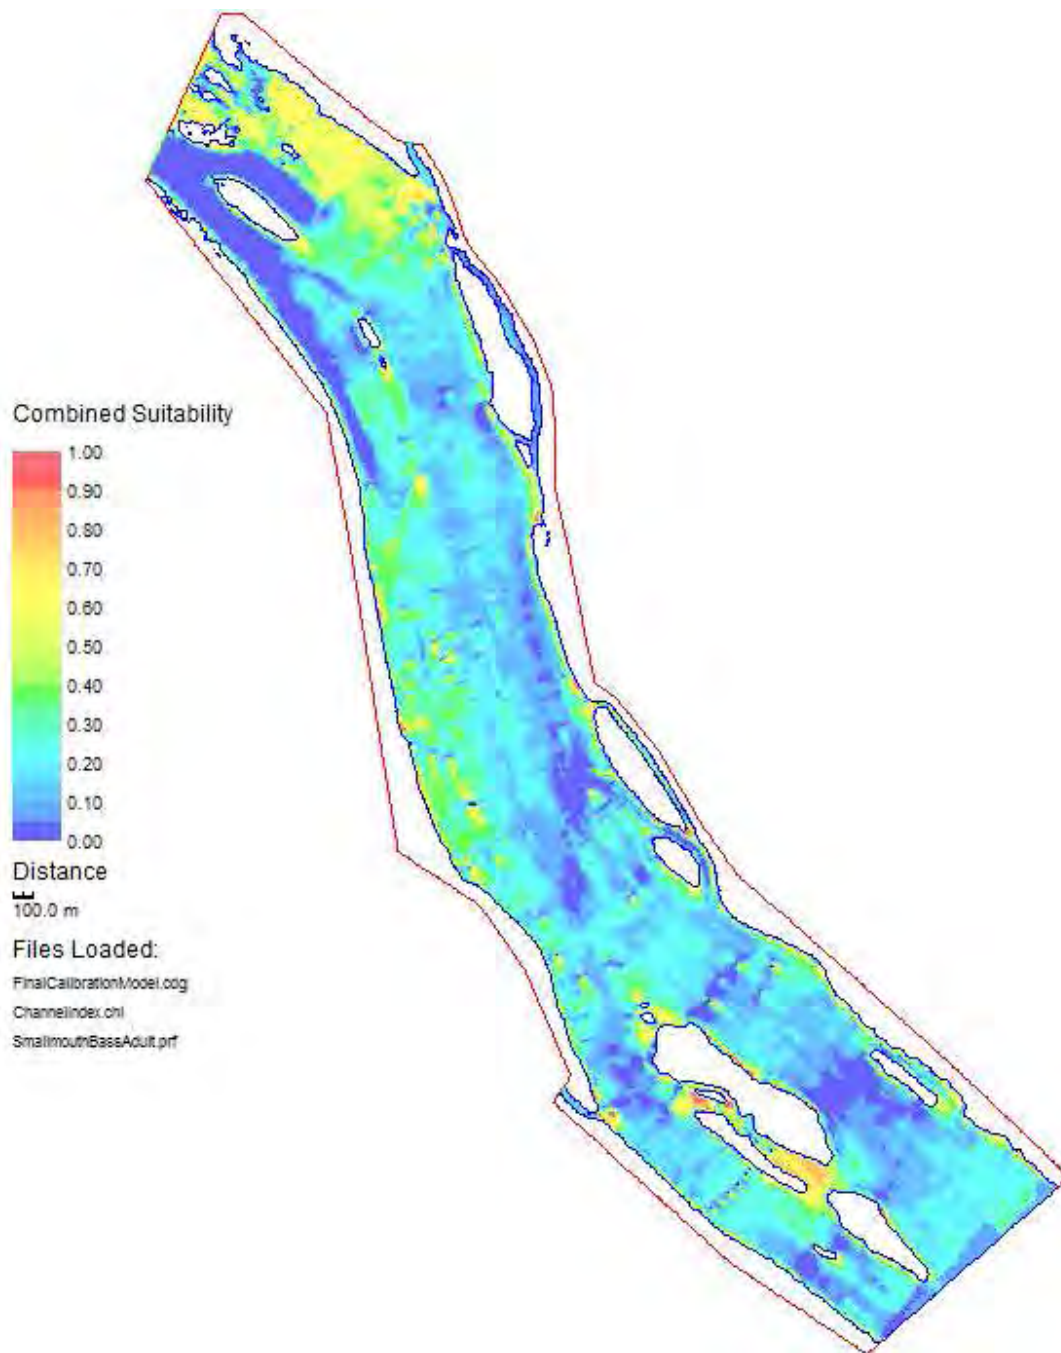 Combined Suitability
1.00
0.90
0.80
0.70
0.60
0.50
0.40
0.30
0.20
0.10
0.00
Distance
100.0 m
Files Loaded:
FinalCalibrationModel.cdg
ChannelIndex.chi
SmallmouthBassAdult.prf